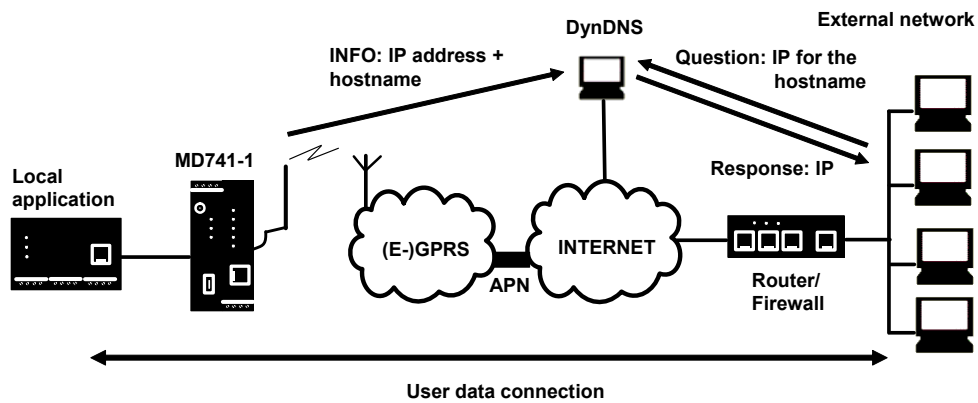 External network
DynDNS
INFO: IP address +
hostname
Question: IP for the
hostname
MD741-1
Response: IP
Local
application
(E-)GPRS
INTERNET
APN
Router/
Firewall
User data connection